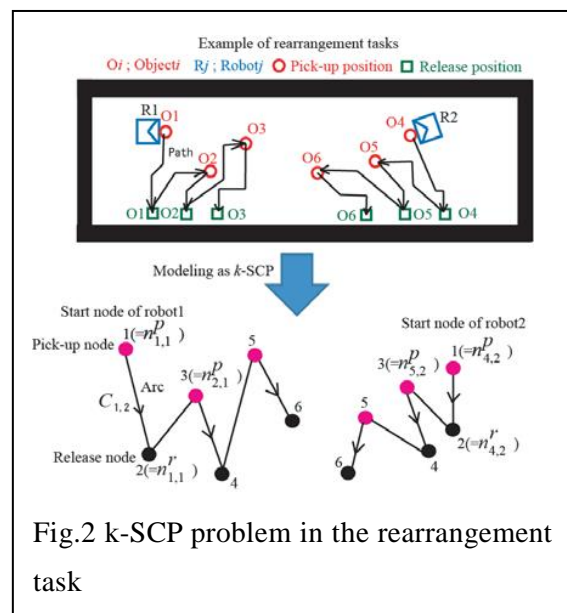 Example of rearrangement tasks
Oi ; Objecti Rj ; Robotj Pick-up position Release position
R1 O1 O3 O4 R2
Path O2 O6 O5
O1 O2 O3 O6 O5 O4
Modeling as k-SCP
Start node of robot1
1(=n^p_{1,1}) 5 Start node of robot2
Pick-up node 3(=n^p_{5,2}) 1(=n^p_{4,2})
3(=n^p_{2,1})
Arc
C_{1,2} 6 5
Release node 2(=n^r_{4,2})
2(=n^r_{1,1}) 4 6 4
Fig.2 k-SCP problem in the rearrangement
task